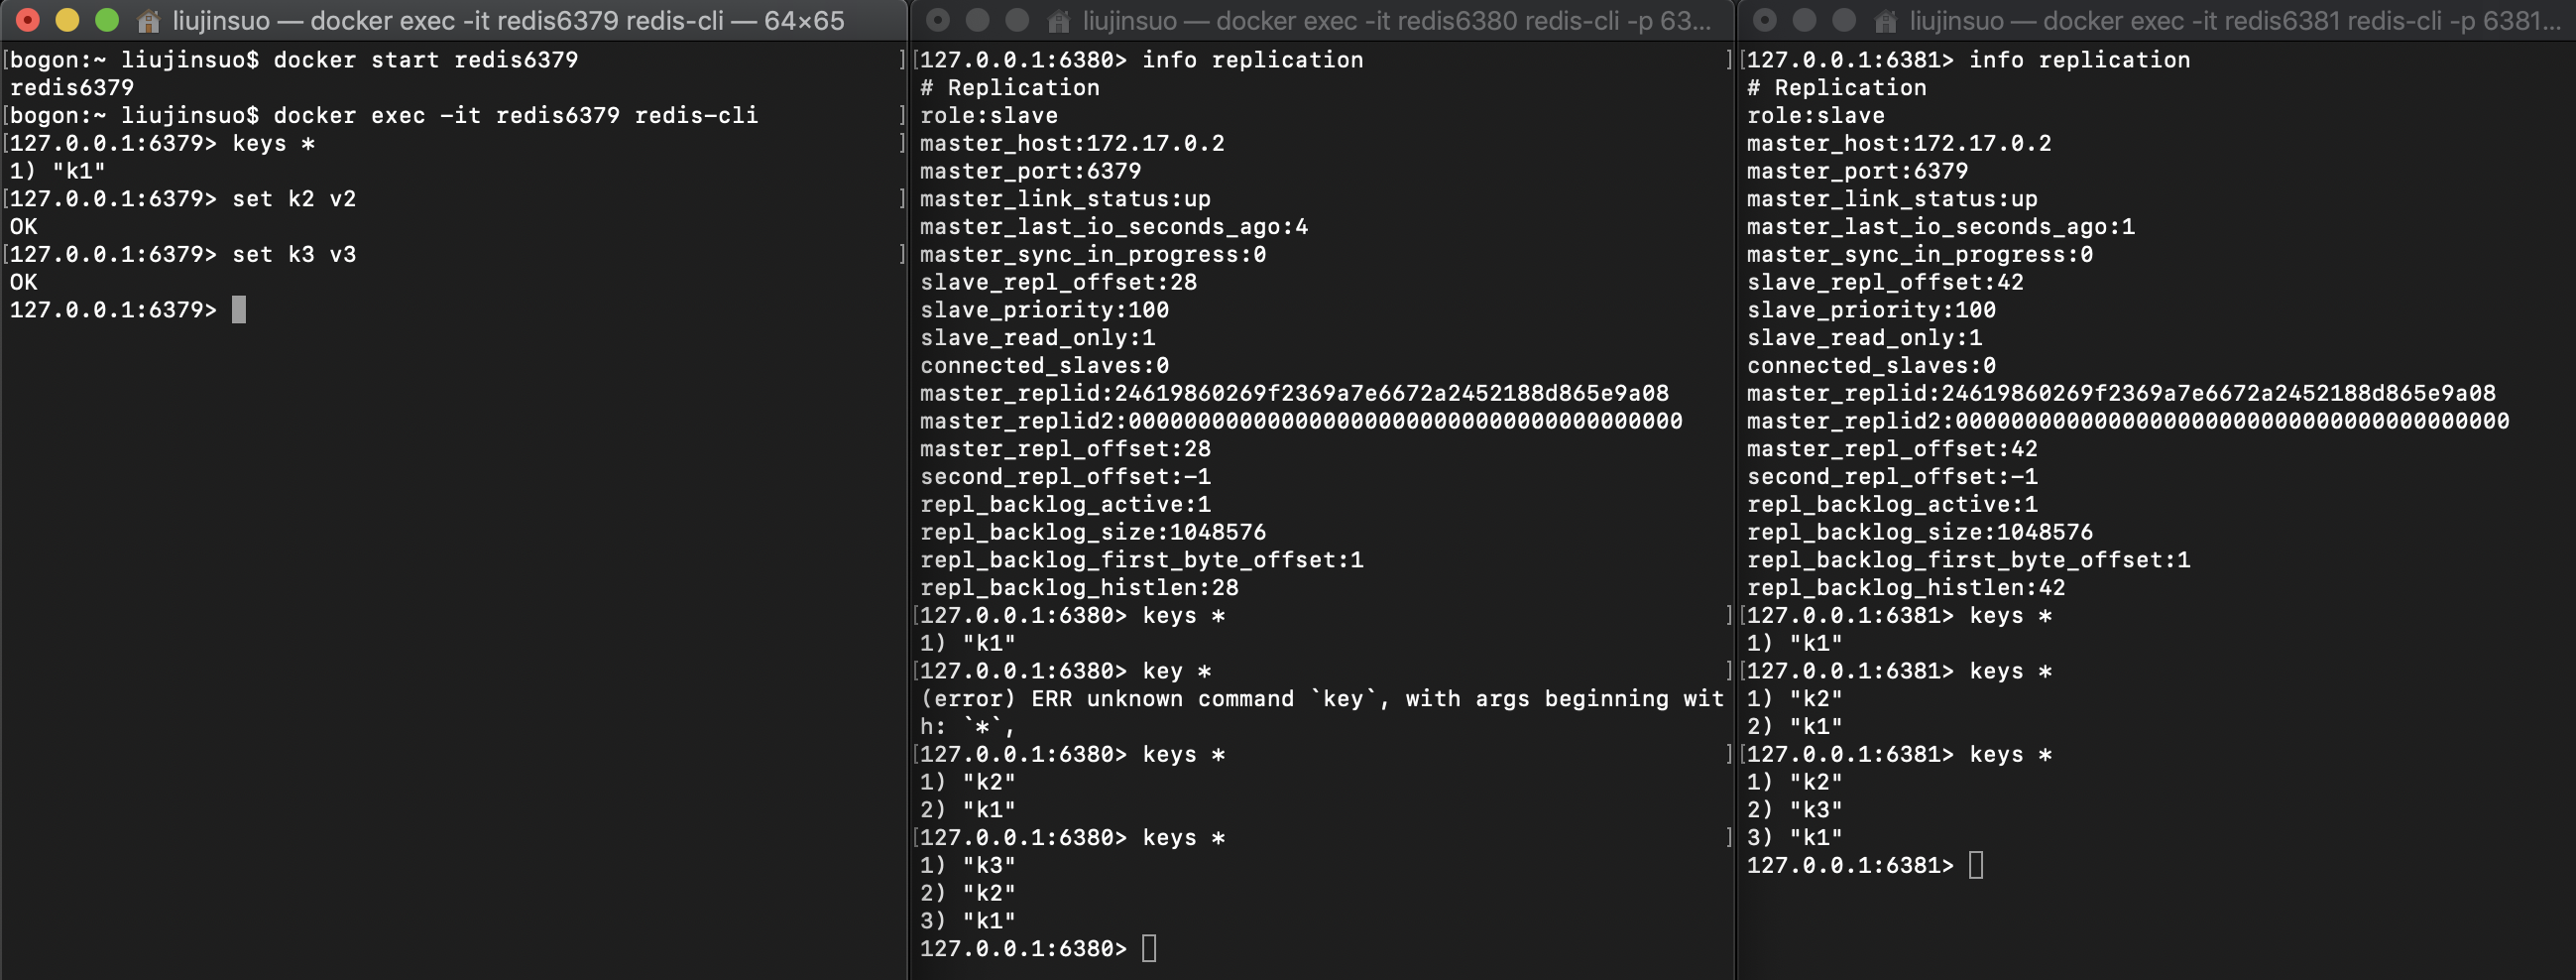 liujinsuo — docker exec -it redis6379 redis-cli — 64×65
[bogon:~ liujinsuo$ docker start redis6379 ]
redis6379
[bogon:~ liujinsuo$ docker exec -it redis6379 redis-cli ]
[127.0.0.1:6379> keys * ]
1) "k1"
[127.0.0.1:6379> set k2 v2 ]
OK
[127.0.0.1:6379> set k3 v3 ]
OK
127.0.0.1:6379>
liujinsuo — docker exec -it redis6380 redis-cli -p 63...
[127.0.0.1:6380> info replication ]
# Replication
role:slave
master_host:172.17.0.2
master_port:6379
master_link_status:up
master_last_io_seconds_ago:4
master_sync_in_progress:0
slave_repl_offset:28
slave_priority:100
slave_read_only:1
connected_slaves:0
master_replid:24619860269f2369a7e6672a2452188d865e9a08
master_replid2:0000000000000000000000000000000000000000
master_repl_offset:28
second_repl_offset:-1
repl_backlog_active:1
repl_backlog_size:1048576
repl_backlog_first_byte_offset:1
repl_backlog_histlen:28
[127.0.0.1:6380> keys * ]
1) "k1"
[127.0.0.1:6380> key * ]
(error) ERR unknown command `key`, with args beginning wit
h: `*`,
[127.0.0.1:6380> keys * ]
1) "k2"
2) "k1"
[127.0.0.1:6380> keys * ]
1) "k3"
2) "k2"
3) "k1"
127.0.0.1:6380>
liujinsuo — docker exec -it redis6381 redis-cli -p 6381...
[127.0.0.1:6381> info replication
# Replication
role:slave
master_host:172.17.0.2
master_port:6379
master_link_status:up
master_last_io_seconds_ago:1
master_sync_in_progress:0
slave_repl_offset:42
slave_priority:100
slave_read_only:1
connected_slaves:0
master_replid:24619860269f2369a7e6672a2452188d865e9a08
master_replid2:0000000000000000000000000000000000000000
master_repl_offset:42
second_repl_offset:-1
repl_backlog_active:1
repl_backlog_size:1048576
repl_backlog_first_byte_offset:1
repl_backlog_histlen:42
[127.0.0.1:6381> keys *
1) "k1"
[127.0.0.1:6381> keys *
1) "k2"
2) "k1"
[127.0.0.1:6381> keys *
1) "k2"
2) "k3"
3) "k1"
127.0.0.1:6381>